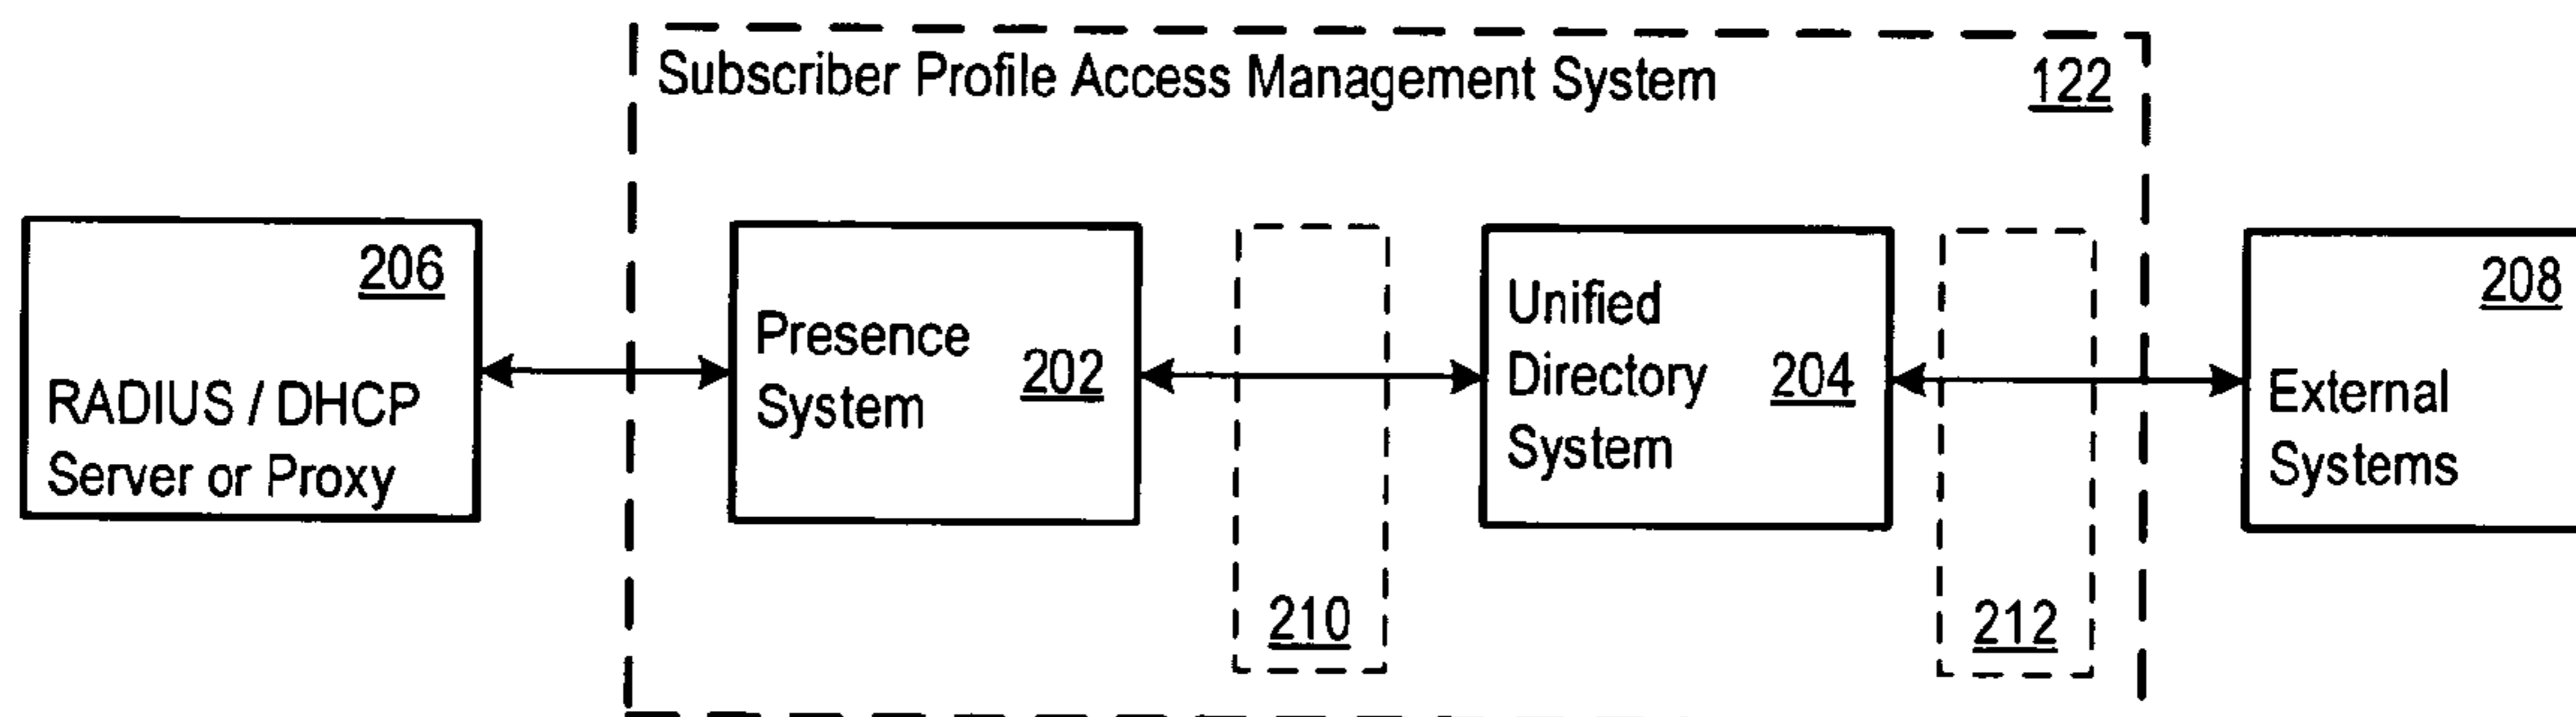 Subscriber Profile Access Management System
122
206
RADIUS / DHCP
Server or Proxy
Presence
System
202
210
Unified
Directory
System
204
212
208
External
Systems